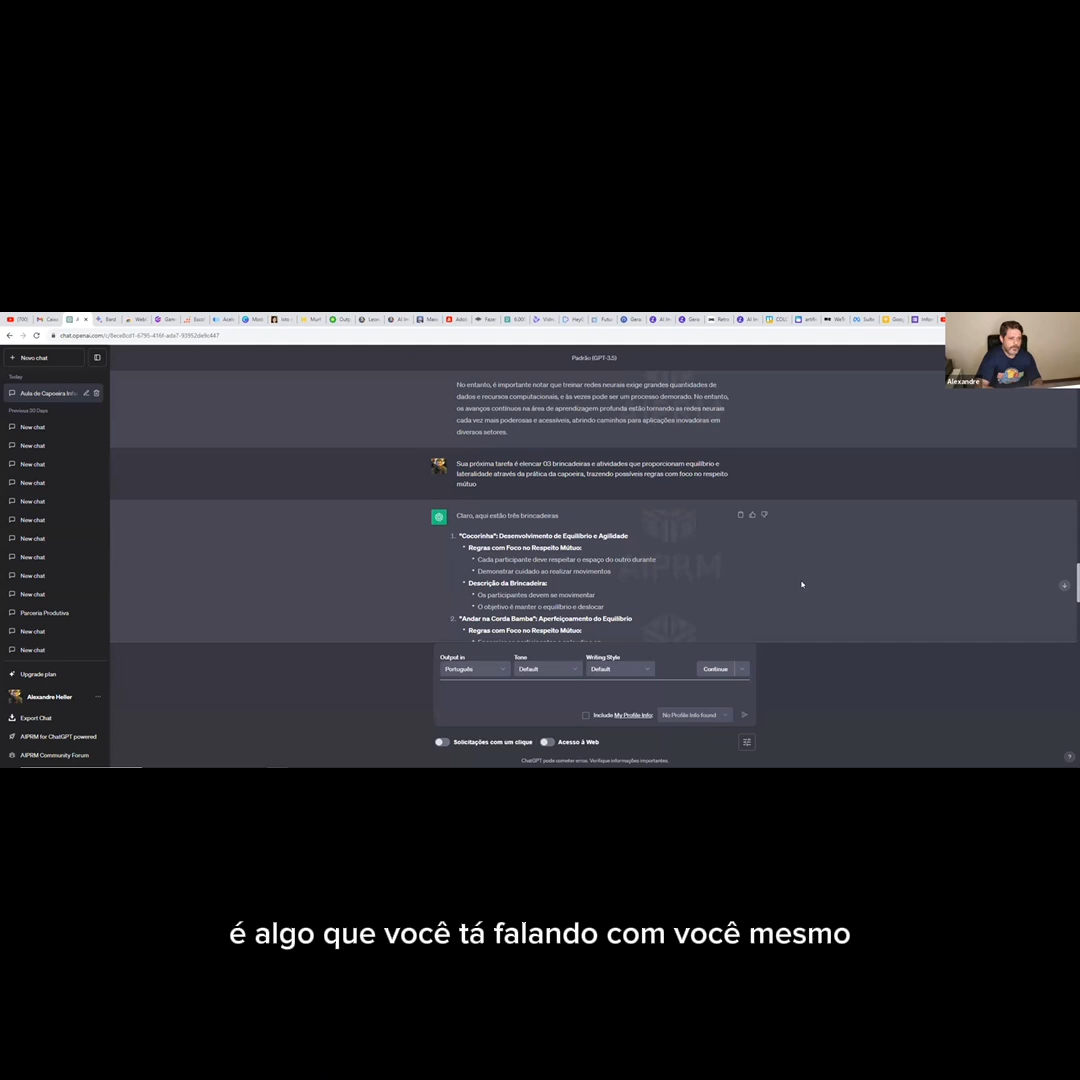 chat.openai.com
Alexandre
Novo chat
Padrão (GPT-3.5)
Today
Aula de Capoeira
Previous 30 Days
New chat
New chat
New chat
New chat
New chat
New chat
New chat
New chat
New chat
New chat
Parceria Produtiva
New chat
New chat
Upgrade plan
Alexandre Heller
Export Chat
AIPRM for ChatGPT powered
AIPRM Community Forum
No entanto, é importante notar que treinar redes neurais exige grandes quantidades de
dados e recursos computacionais, e às vezes pode ser um processo demorado. No entanto,
os avanços contínuos na área de aprendizagem profunda estão tornando as redes neurais
cada vez mais poderosas e acessíveis, abrindo caminhos para aplicações inovadoras em
diversos setores.
Sua próxima tarefa é elencar 03 brincadeiras e atividades que proporcionam equilíbrio e
lateralidade através da prática da capoeira, trazendo possíveis regras com foco no respeito
mútuo
Claro, aqui estão três brincadeiras
1. "Cocorinha": Desenvolvimento de Equilíbrio e Agilidade
• Regras com Foco no Respeito Mútuo:
• Cada participante deve respeitar o espaço do outro durante
• Demonstrar cuidado ao realizar movimentos
• Descrição da Brincadeira:
• Os participantes devem se movimentar
• O objetivo é manter o equilíbrio e deslocar
2. "Andar na Corda Bamba": Aperfeiçoamento do Equilíbrio
• Regras com Foco no Respeito Mútuo:
AIPRM
Output in Tone Writing Style
Português Default Default Continue
Include My Profile Info: No Profile Info found
Solicitações com um clique Acesso à Web
ChatGPT pode cometer erros. Verifique informações importantes.
é algo que você tá falando com você mesmo